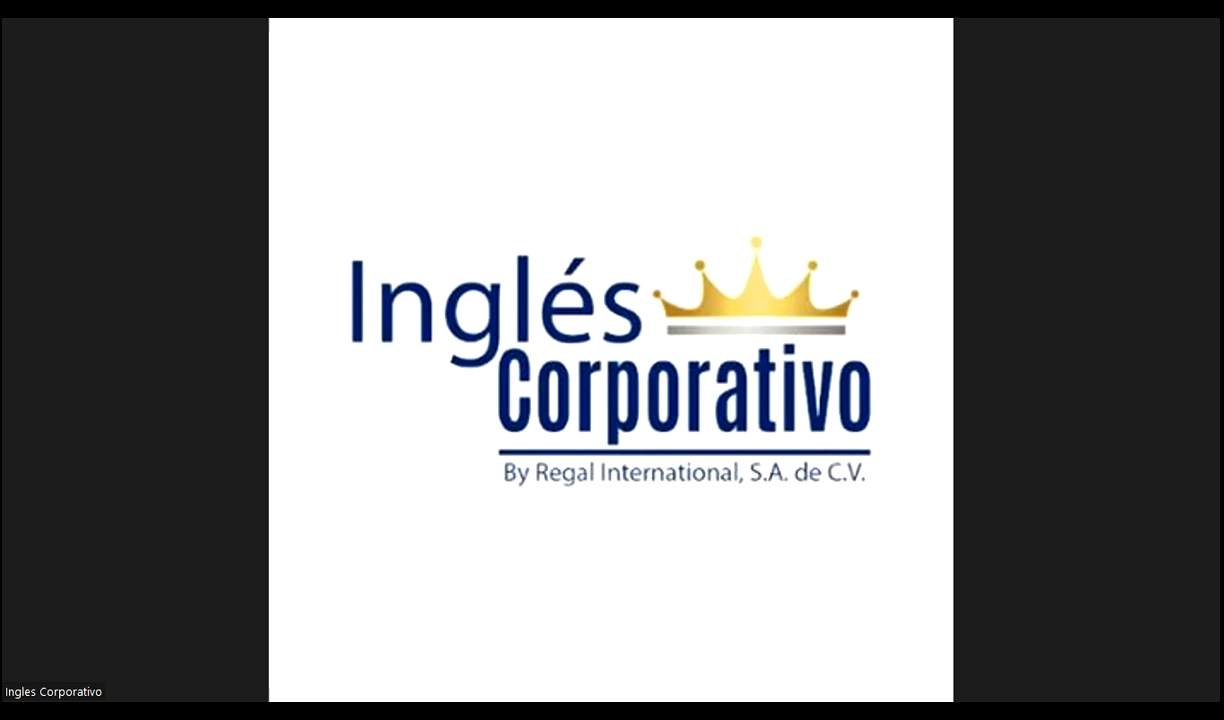 Inglés
Corporativo
By Regal International, S.A. de C.V.
Ingles Corporativo